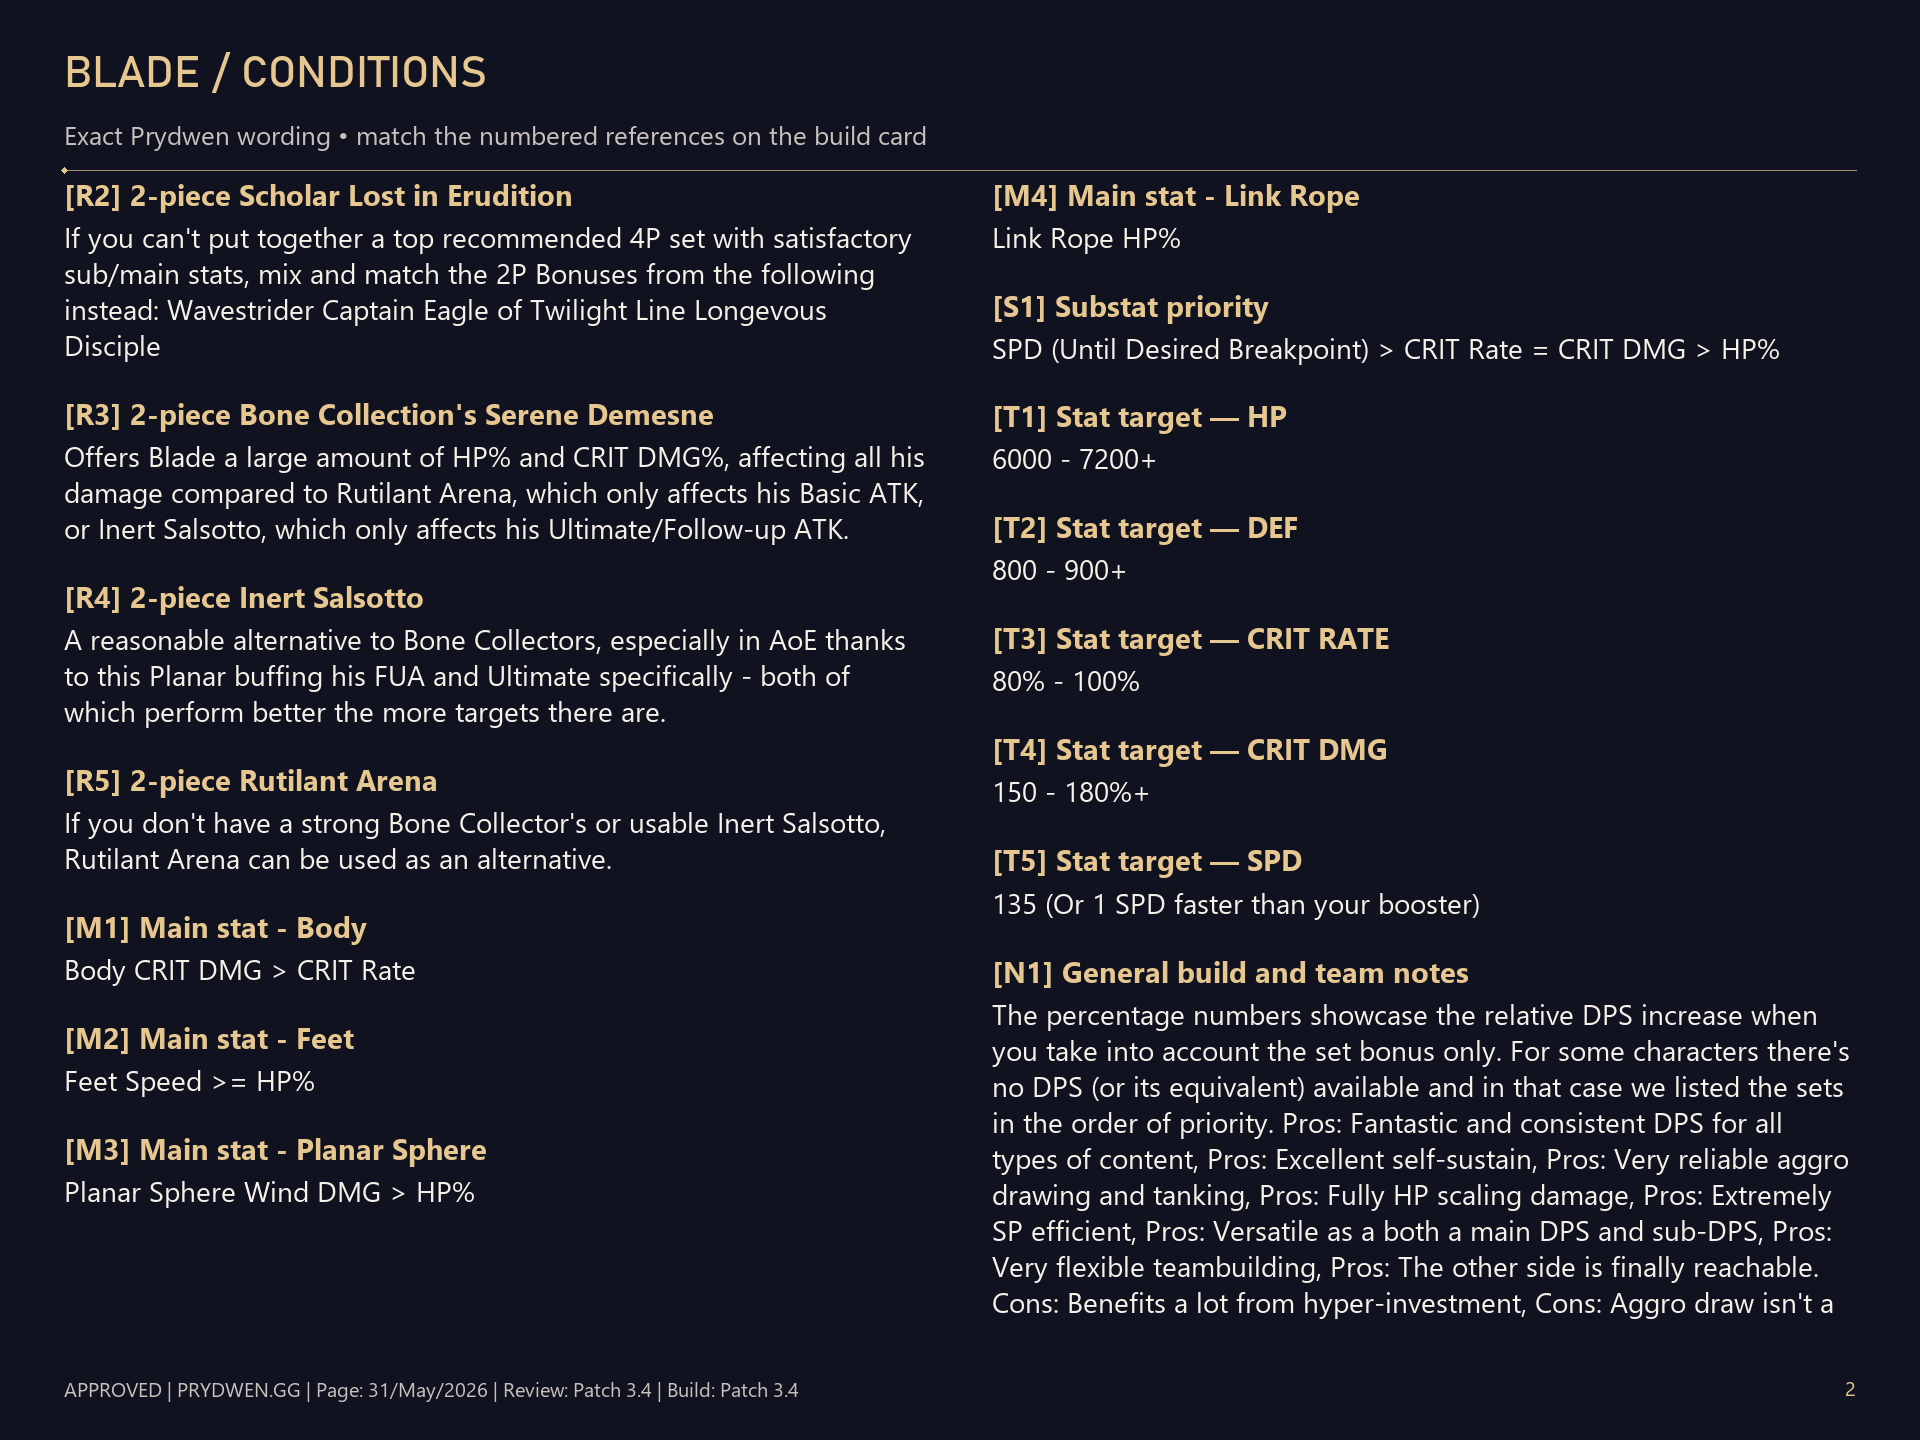 BLADE / CONDITIONS
Exact Prydwen wording • match the numbered references on the build card
[R2] 2-piece Scholar Lost in Erudition
If you can't put together a top recommended 4P set with satisfactory
sub/main stats, mix and match the 2P Bonuses from the following
instead: Wavestrider Captain Eagle of Twilight Line Longevous
Disciple
[R3] 2-piece Bone Collection's Serene Demesne
Offers Blade a large amount of HP% and CRIT DMG%, affecting all his
damage compared to Rutilant Arena, which only affects his Basic ATK,
or Inert Salsotto, which only affects his Ultimate/Follow-up ATK.
[R4] 2-piece Inert Salsotto
A reasonable alternative to Bone Collectors, especially in AoE thanks
to this Planar buffing his FUA and Ultimate specifically - both of
which perform better the more targets there are.
[R5] 2-piece Rutilant Arena
If you don't have a strong Bone Collector's or usable Inert Salsotto,
Rutilant Arena can be used as an alternative.
[M1] Main stat - Body
Body CRIT DMG > CRIT Rate
[M2] Main stat - Feet
Feet Speed >= HP%
[M3] Main stat - Planar Sphere
Planar Sphere Wind DMG > HP%
[M4] Main stat - Link Rope
Link Rope HP%
[S1] Substat priority
SPD (Until Desired Breakpoint) > CRIT Rate = CRIT DMG > HP%
[T1] Stat target — HP
6000 - 7200+
[T2] Stat target — DEF
800 - 900+
[T3] Stat target — CRIT RATE
80% - 100%
[T4] Stat target — CRIT DMG
150 - 180%+
[T5] Stat target — SPD
135 (Or 1 SPD faster than your booster)
[N1] General build and team notes
The percentage numbers showcase the relative DPS increase when
you take into account the set bonus only. For some characters there's
no DPS (or its equivalent) available and in that case we listed the sets
in the order of priority. Pros: Fantastic and consistent DPS for all
types of content, Pros: Excellent self-sustain, Pros: Very reliable aggro
drawing and tanking, Pros: Fully HP scaling damage, Pros: Extremely
SP efficient, Pros: Versatile as a both a main DPS and sub-DPS, Pros:
Very flexible teambuilding, Pros: The other side is finally reachable.
Cons: Benefits a lot from hyper-investment, Cons: Aggro draw isn't a
APPROVED | PRYDWEN.GG | Page: 31/May/2026 | Review: Patch 3.4 | Build: Patch 3.4
2